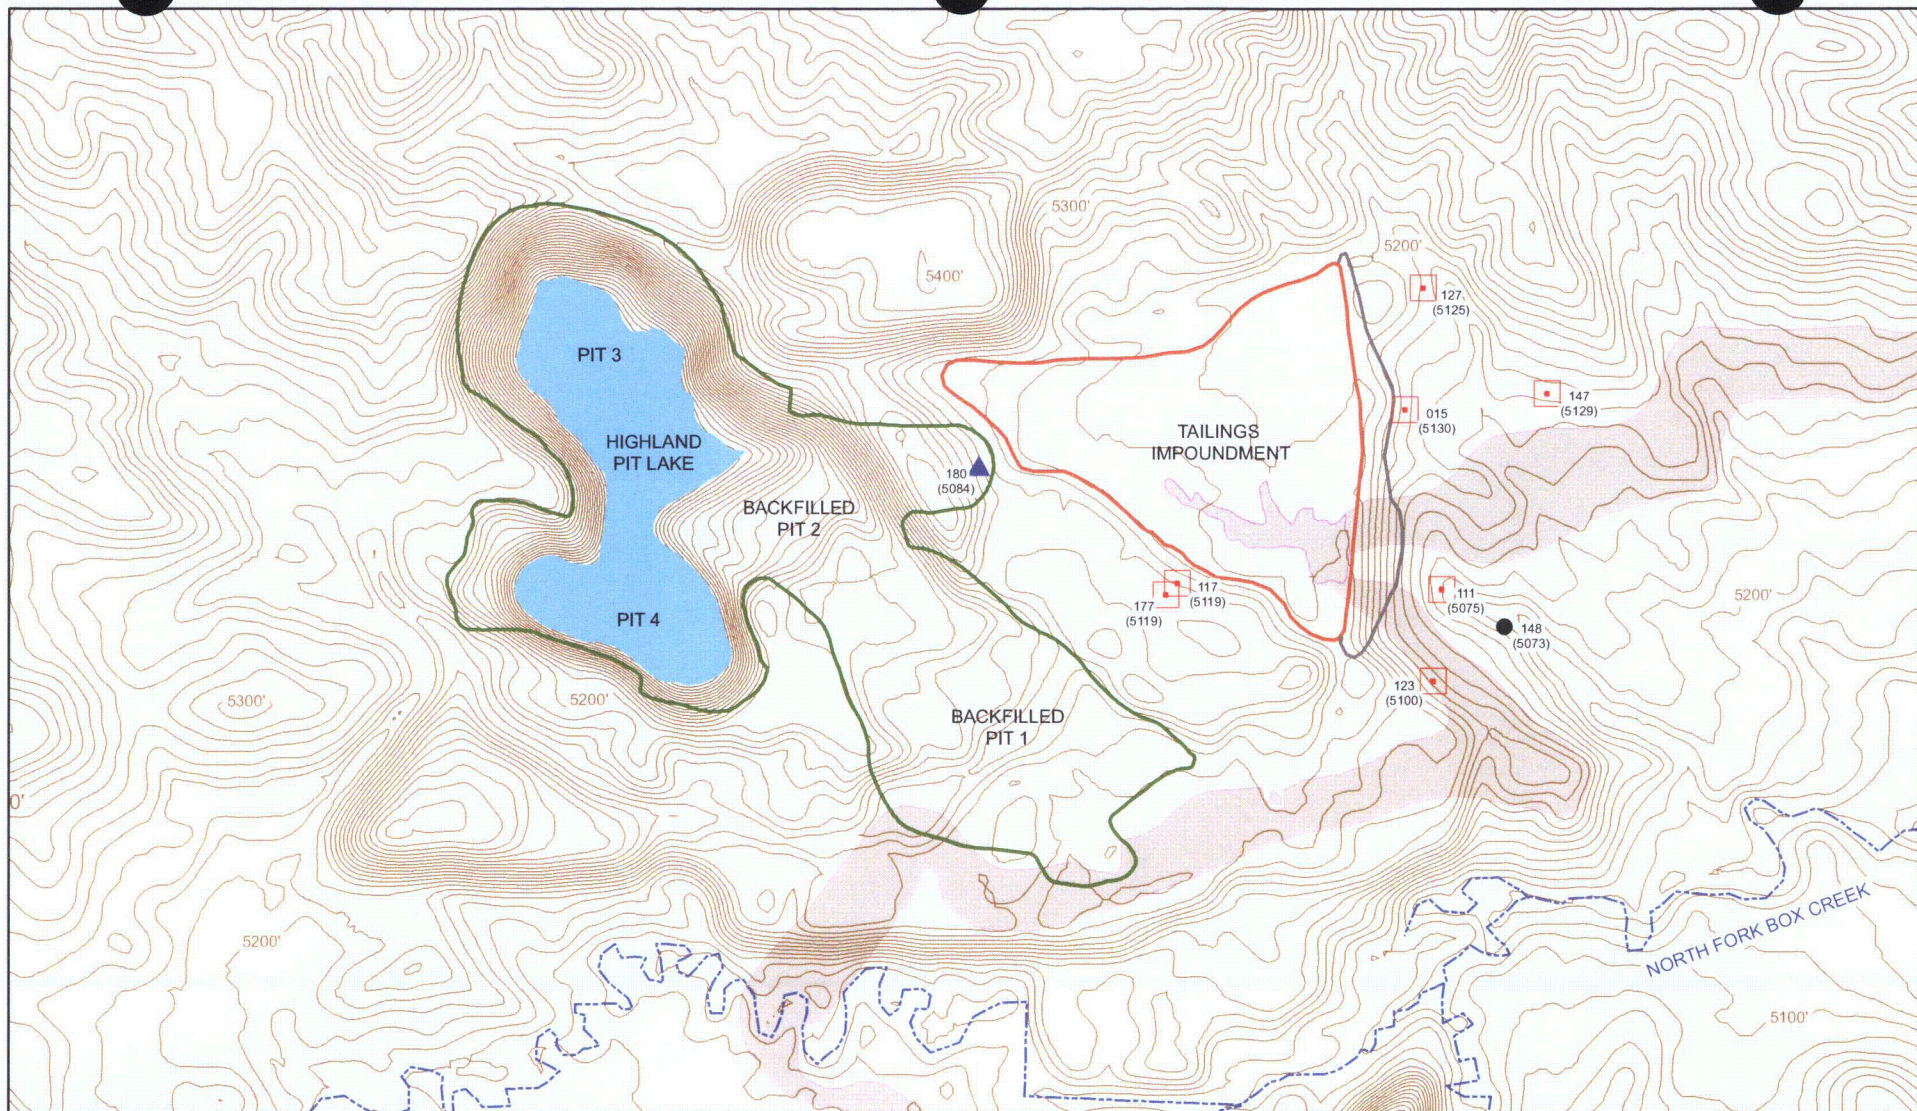 5300'
5200'
5400'
127
(5125)
PIT 3
147
(5129)
015
(5130)
TAILINGS
IMPOUNDMENT
HIGHLAND
PIT LAKE
180
(5084)
BACKFILLED
PIT 2
117
(5119)
177
(5119)
111
(5075)
5200'
PIT 4
148
(5073)
123
(5100)
5300'
5200'
BACKFILLED
PIT 1
0'
5200'
NORTH FORK BOX CREEK
5100'